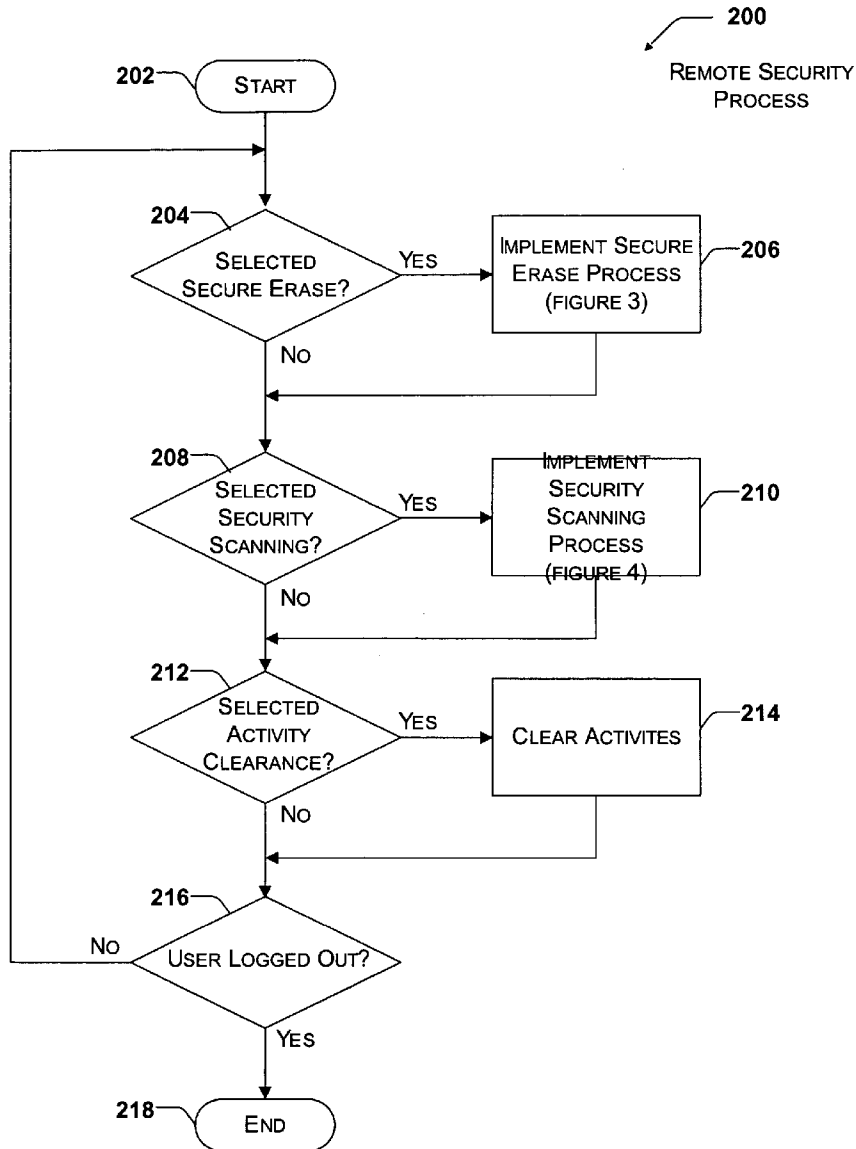 200
REMOTE SECURITY
PROCESS
202
START
204
SELECTED
SECURE ERASE?
YES
IMPLEMENT SECURE
ERASE PROCESS
(FIGURE 3)
206
NO
208
SELECTED
SECURITY
SCANNING?
YES
IMPLEMENT
SECURITY
SCANNING
PROCESS
(FIGURE 4)
210
NO
212
SELECTED
ACTIVITY
CLEARANCE?
YES
CLEAR ACTIVITES
214
NO
216
USER LOGGED OUT?
NO
YES
218
END